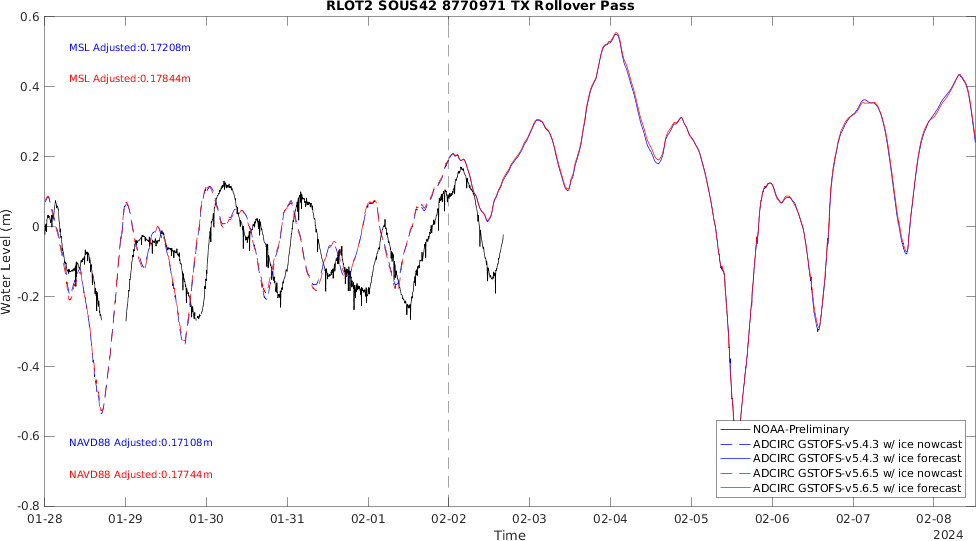 RLOT2 SOUS42 8770971 TX Rollover Pass
0.6
0.4
0.2
0
-0.2
-0.4
-0.6
-0.8
Water Level (m)
MSL Adjusted:0.17208m
MSL Adjusted:0.17844m
NAVD88 Adjusted:0.17108m
NAVD88 Adjusted:0.17744m
NOAA-Preliminary
ADCIRC GSTOFS-v5.4.3 w/ ice nowcast
ADCIRC GSTOFS-v5.4.3 w/ ice forecast
ADCIRC GSTOFS-v5.6.5 w/ ice nowcast
ADCIRC GSTOFS-v5.6.5 w/ ice forecast
01-28 01-29 01-30 01-31 02-01 02-02 02-03 02-04 02-05 02-06 02-07 02-08
Time
2024